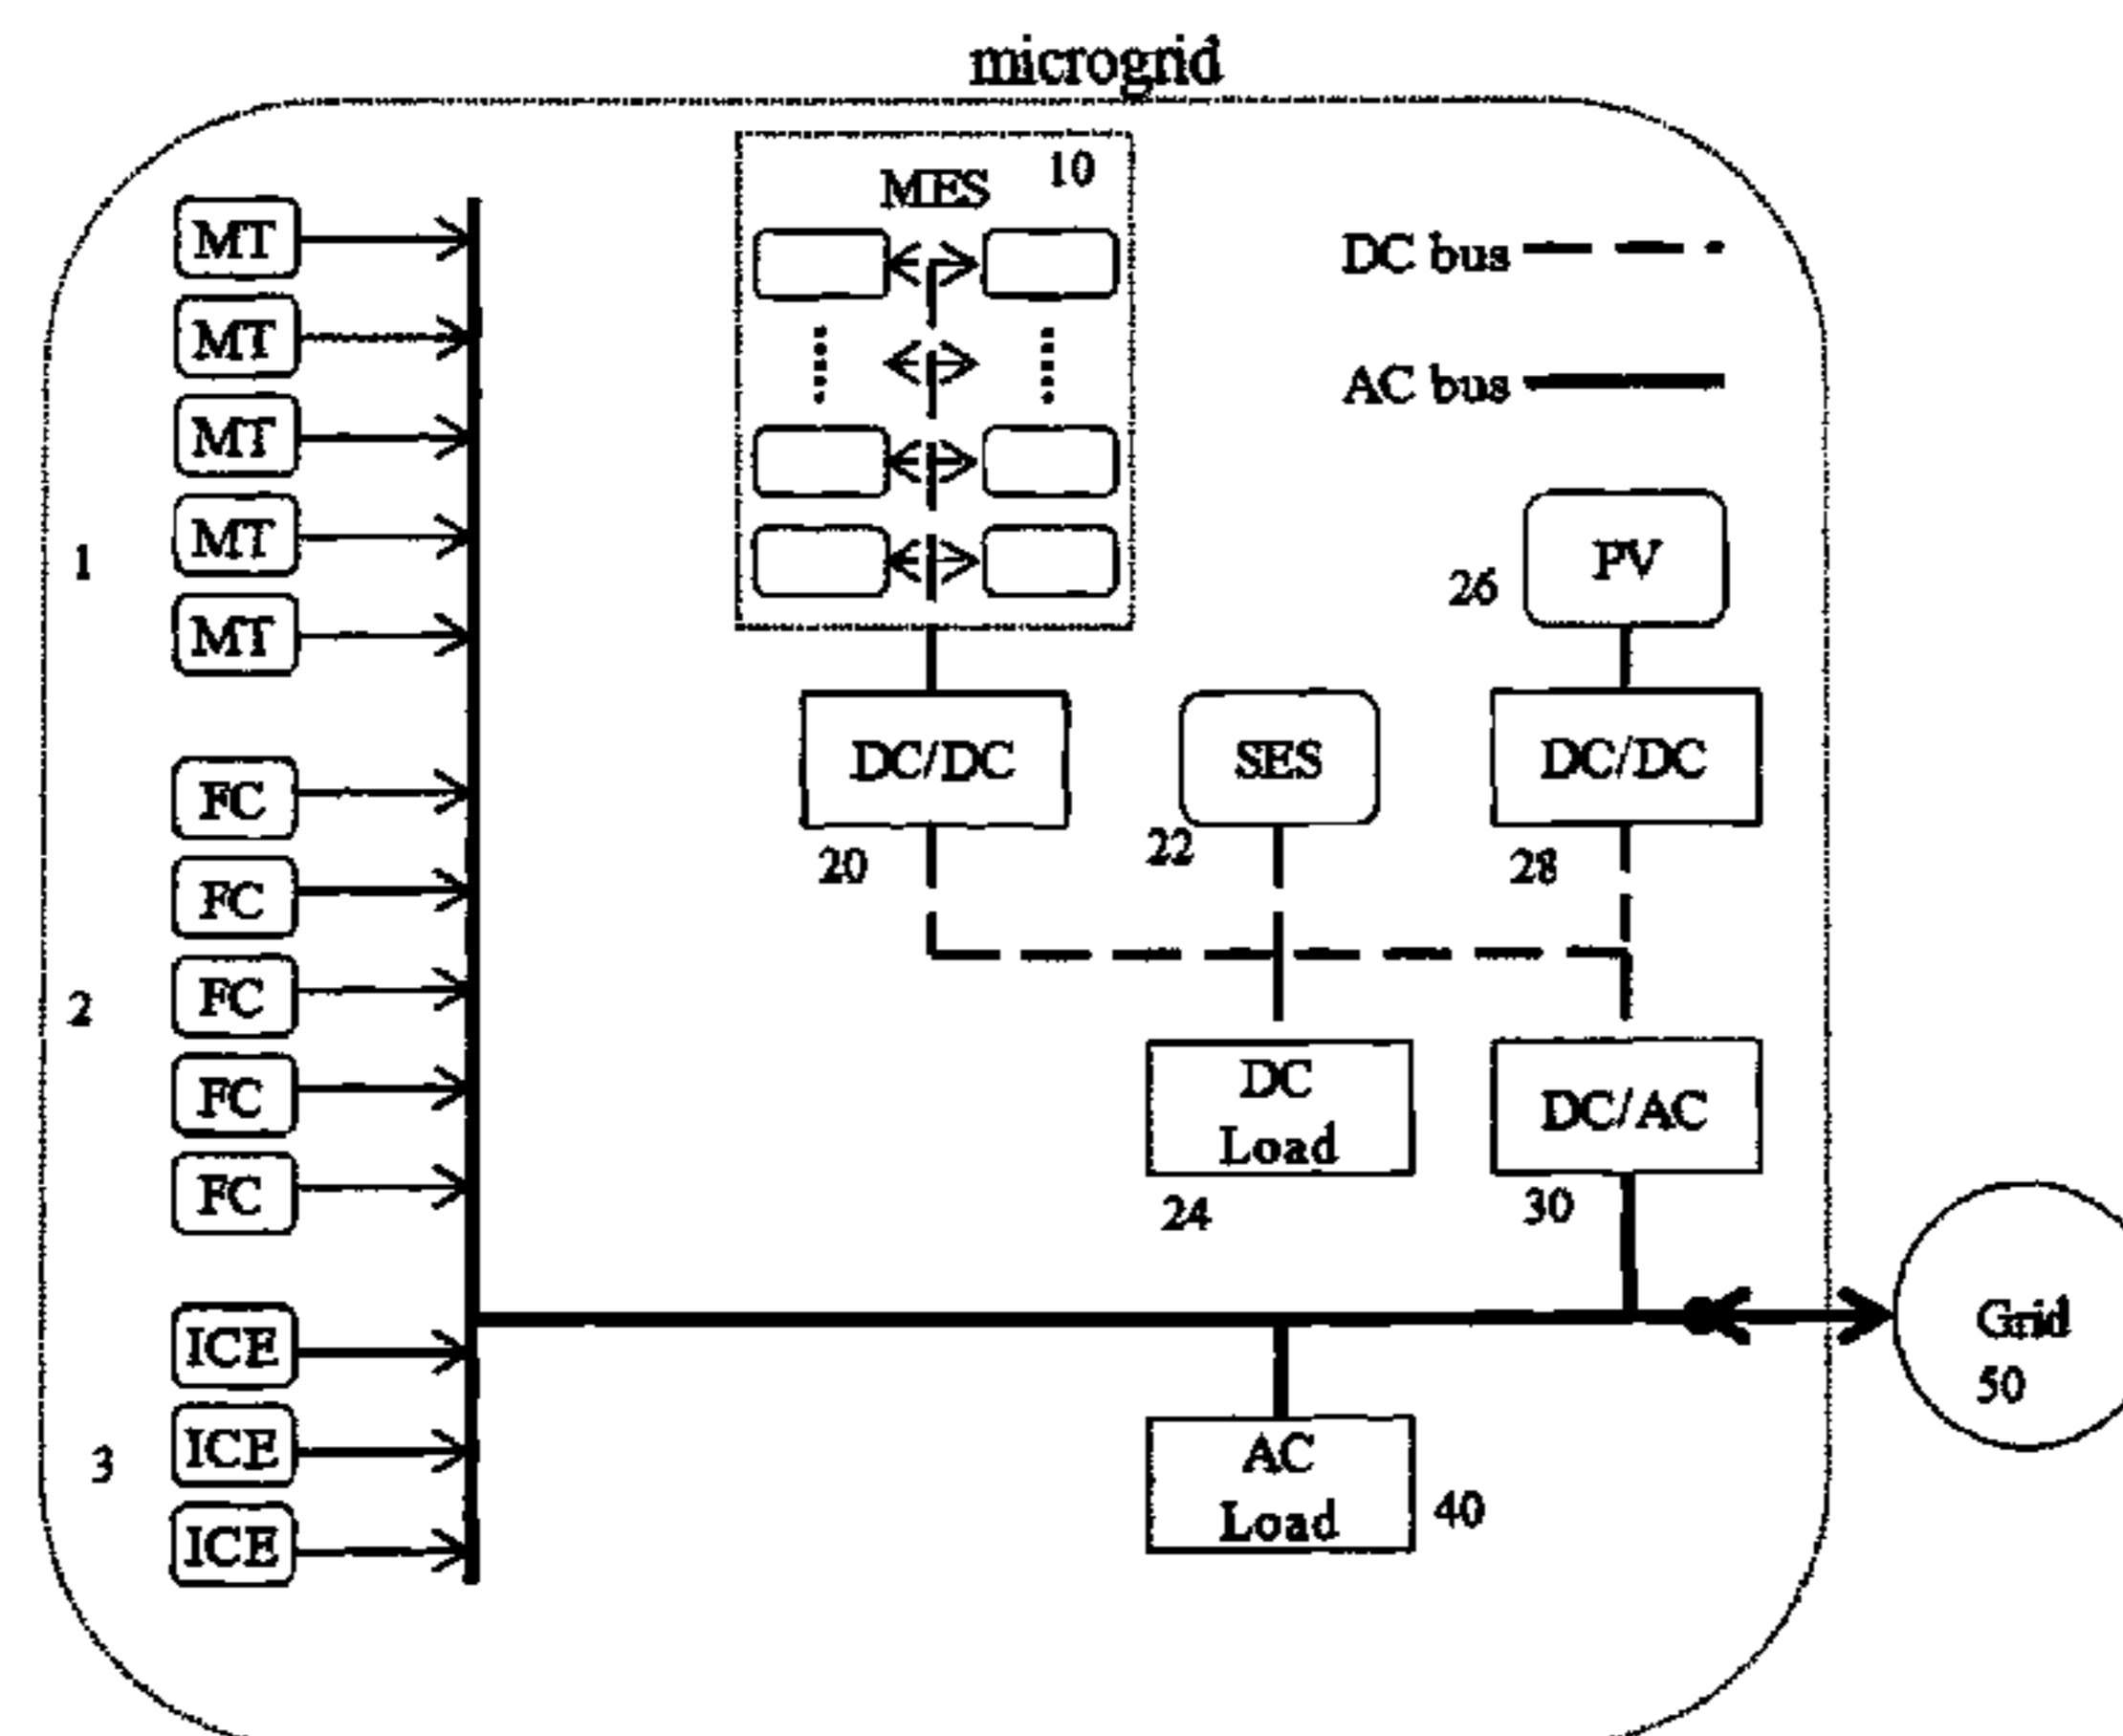 microgrid
MES 10
DC bus
AC bus
MT
MT
MT
MT
1
MT
PV
26
DC/DC
SES
DC/DC
20
22
28
FC
FC
FC
2
FC
FC
DC
Load
24
DC/AC
30
Grid
50
ICE
ICE
3
ICE
AC
Load
40